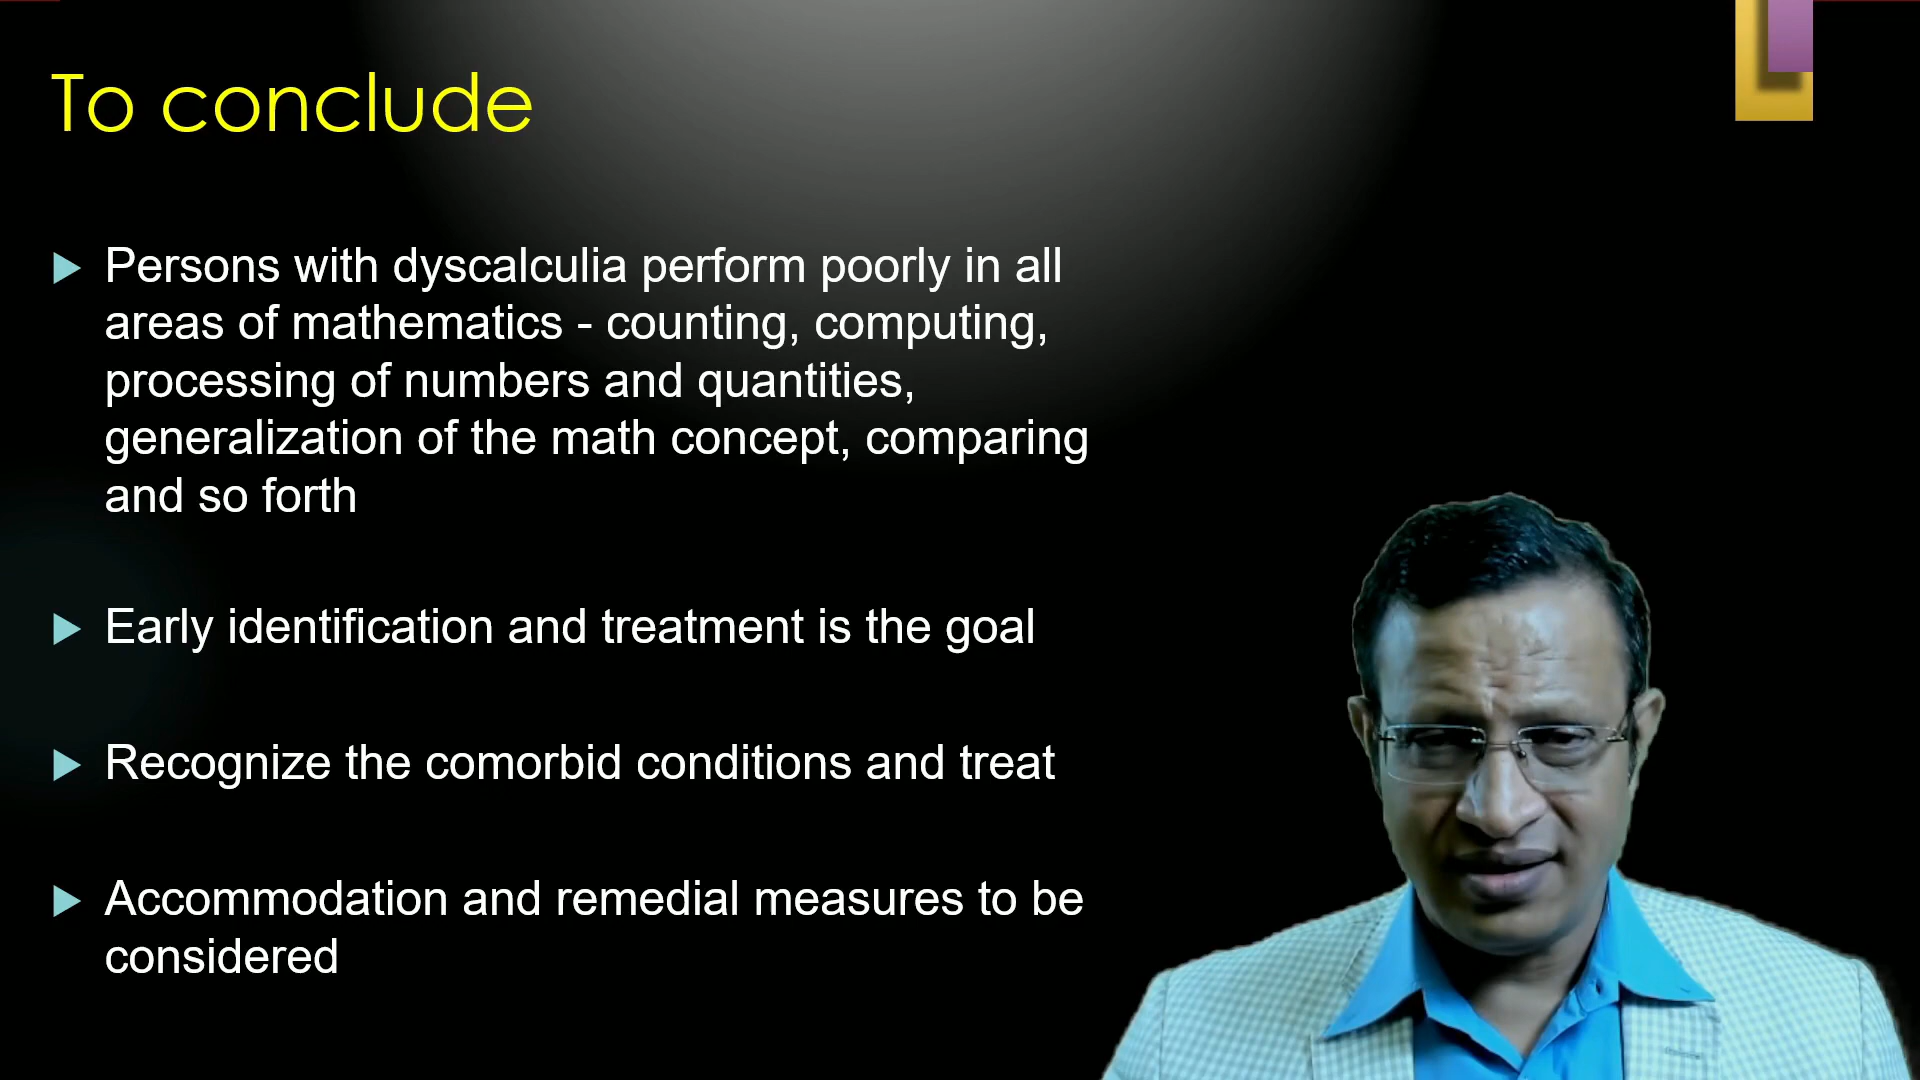 To conclude
Persons with dyscalculia perform poorly in all
areas of mathematics - counting, computing,
processing of numbers and quantities,
generalization of the math concept, comparing
and so forth
Early identification and treatment is the goal
Recognize the comorbid conditions and treat
Accommodation and remedial measures to be
considered